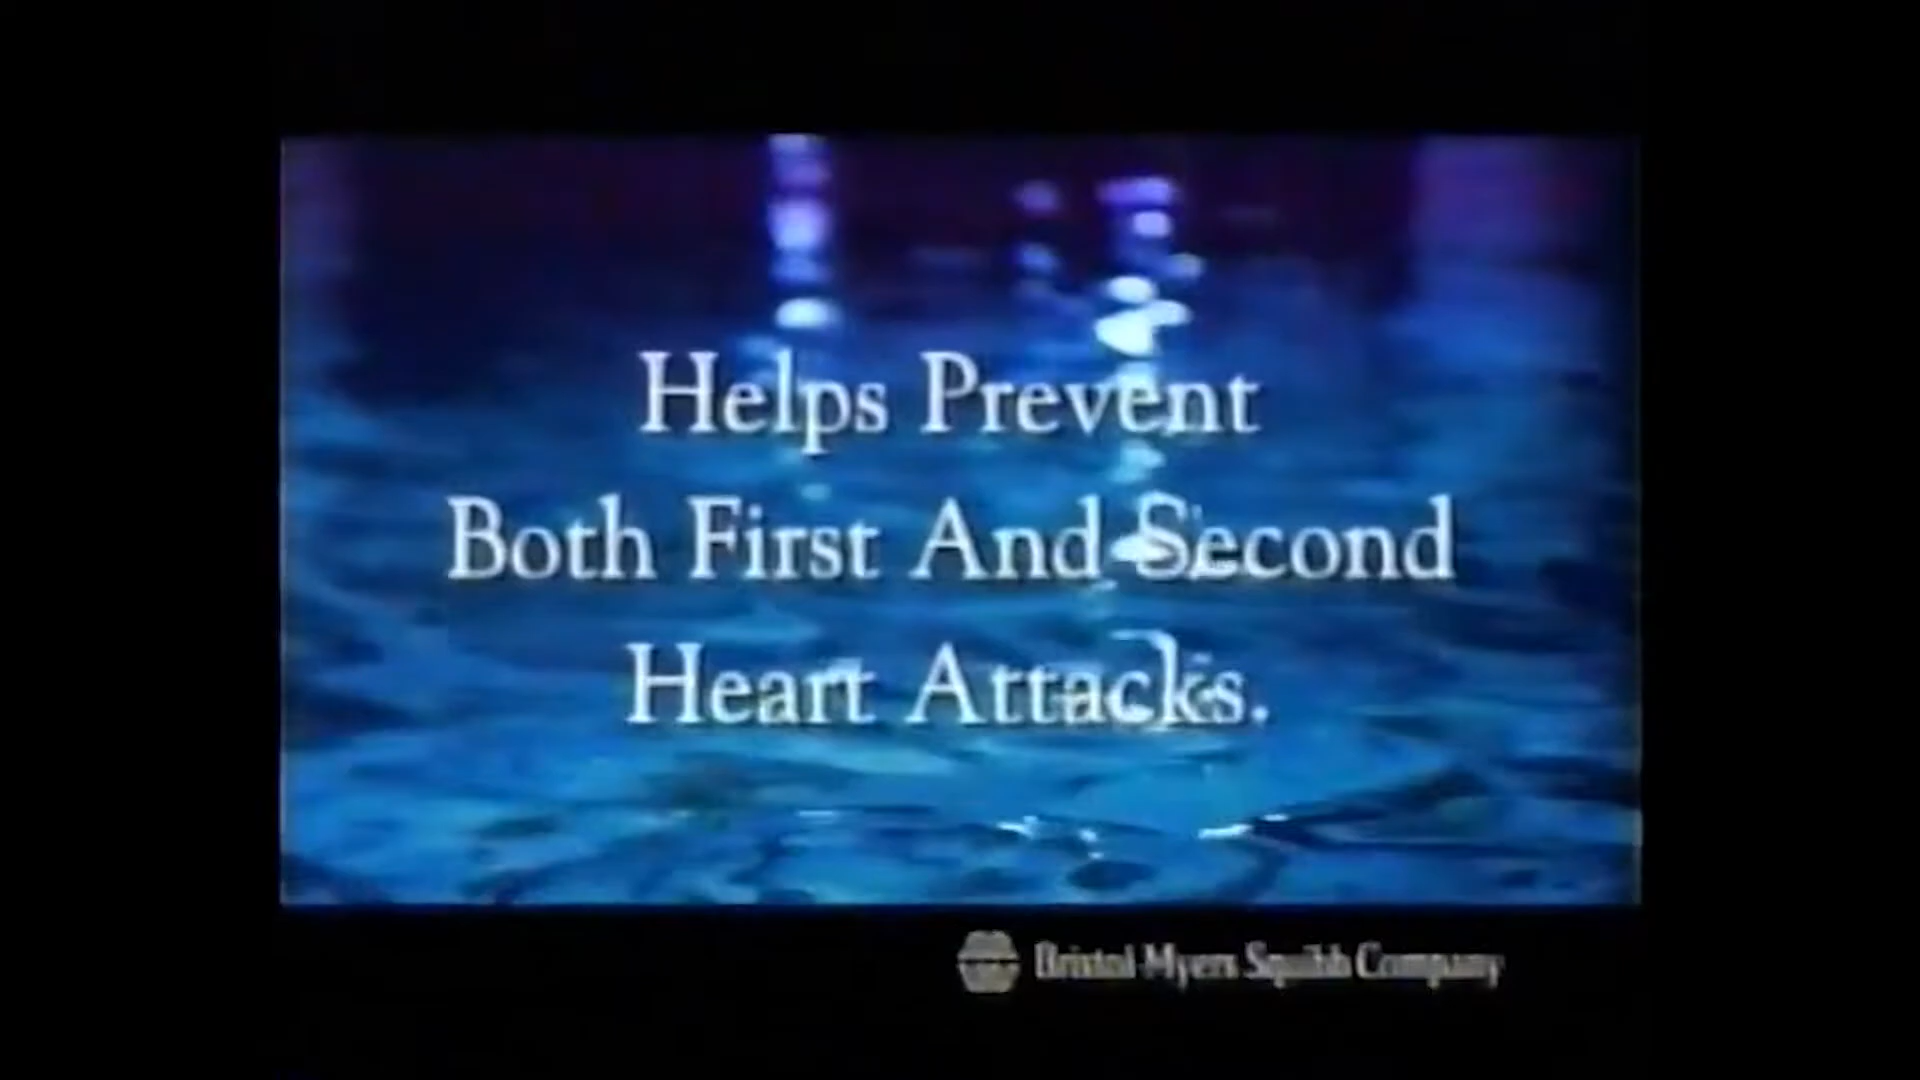 Helps Prevent
Both First And Second
Heart Attacks.
Bristol-Myers Squibb Company